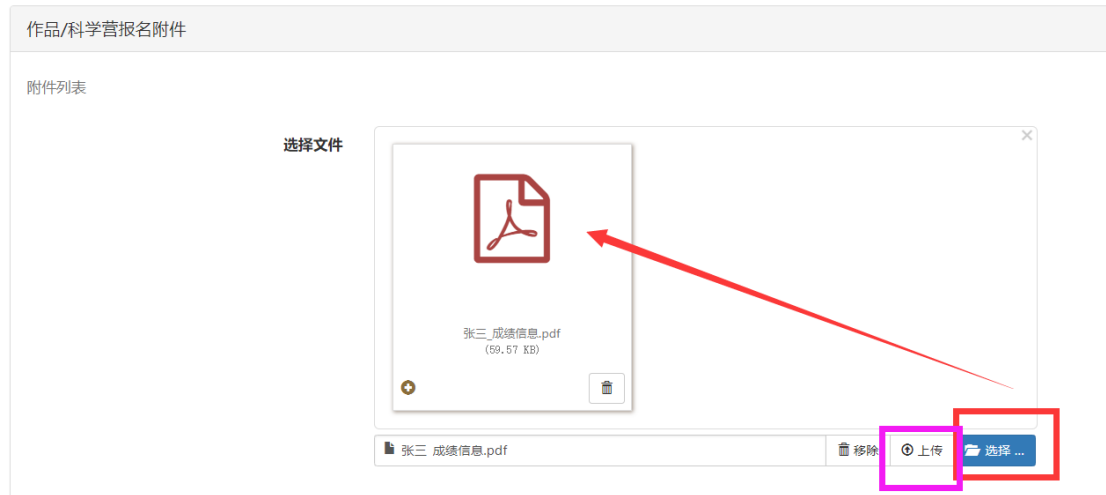 作品/科学营报名附件
附件列表
选择文件
×
张三_成绩信息.pdf
(59.57 KB)
张三 成绩信息.pdf
移除
上传
选择 ...